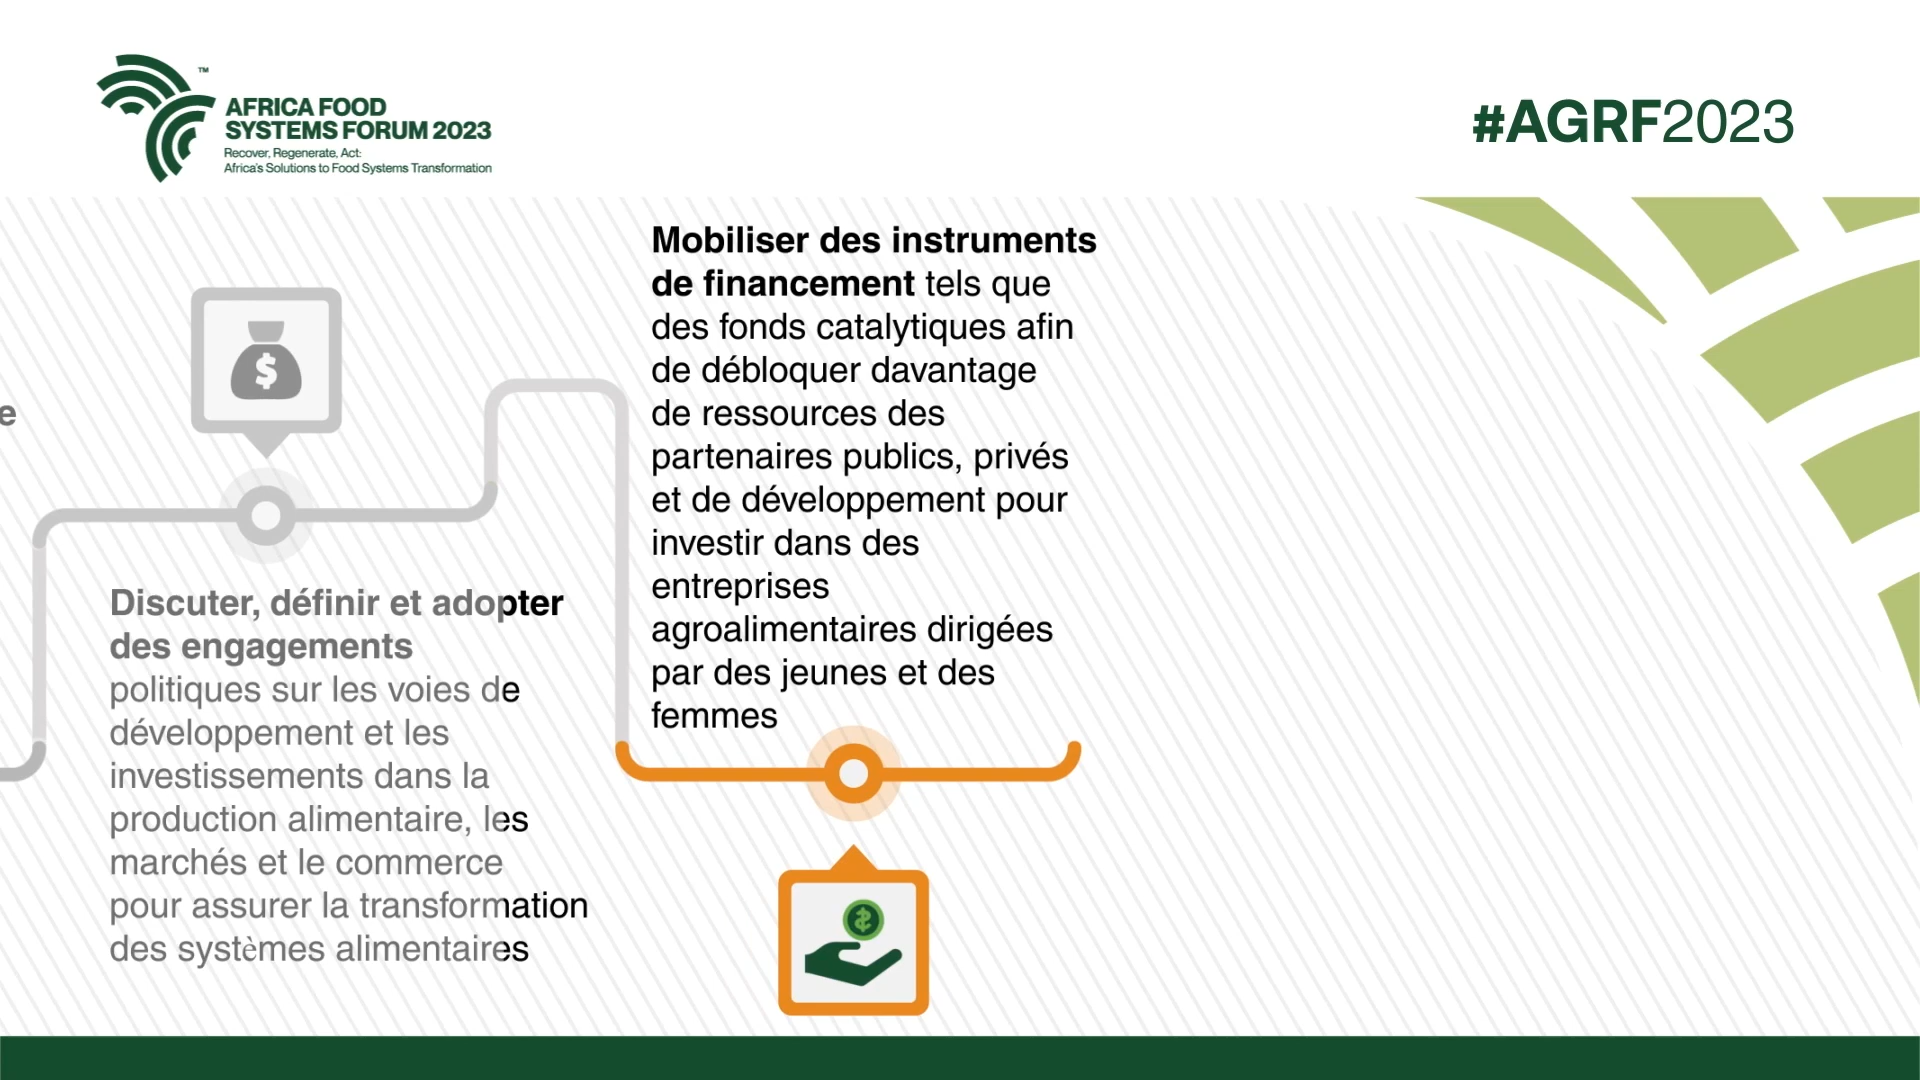 ™
AFRICA FOOD
SYSTEMS FORUM 2023
Recover, Regenerate, Act:
Africa's Solutions to Food Systems Transformation
#AGRF2023
e
$
Discuter, définir et adopter
des engagements
politiques sur les voies de
développement et les
investissements dans la
production alimentaire, les
marchés et le commerce
pour assurer la transformation
des systèmes alimentaires
Mobiliser des instruments
de financement tels que
des fonds catalytiques afin
de débloquer davantage
de ressources des
partenaires publics, privés
et de développement pour
investir dans des
entreprises
agroalimentaires dirigées
par des jeunes et des
femmes
$